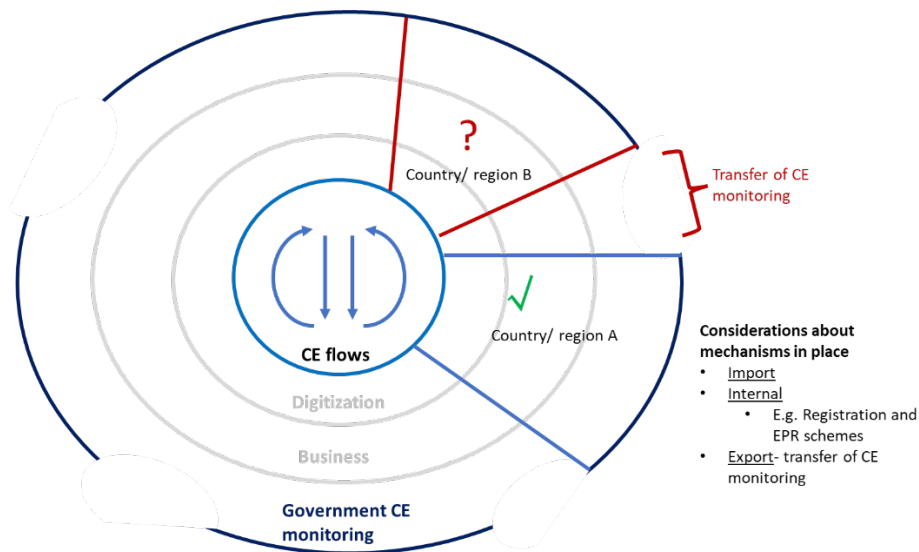 ?
Country/ region B
Transfer of CE
monitoring
√
Country/ region A
CE flows
Digitization
Business
Government CE
monitoring
Considerations about
mechanisms in place
• Import
• Internal
• E.g. Registration and
EPR schemes
• Export- transfer of CE
monitoring